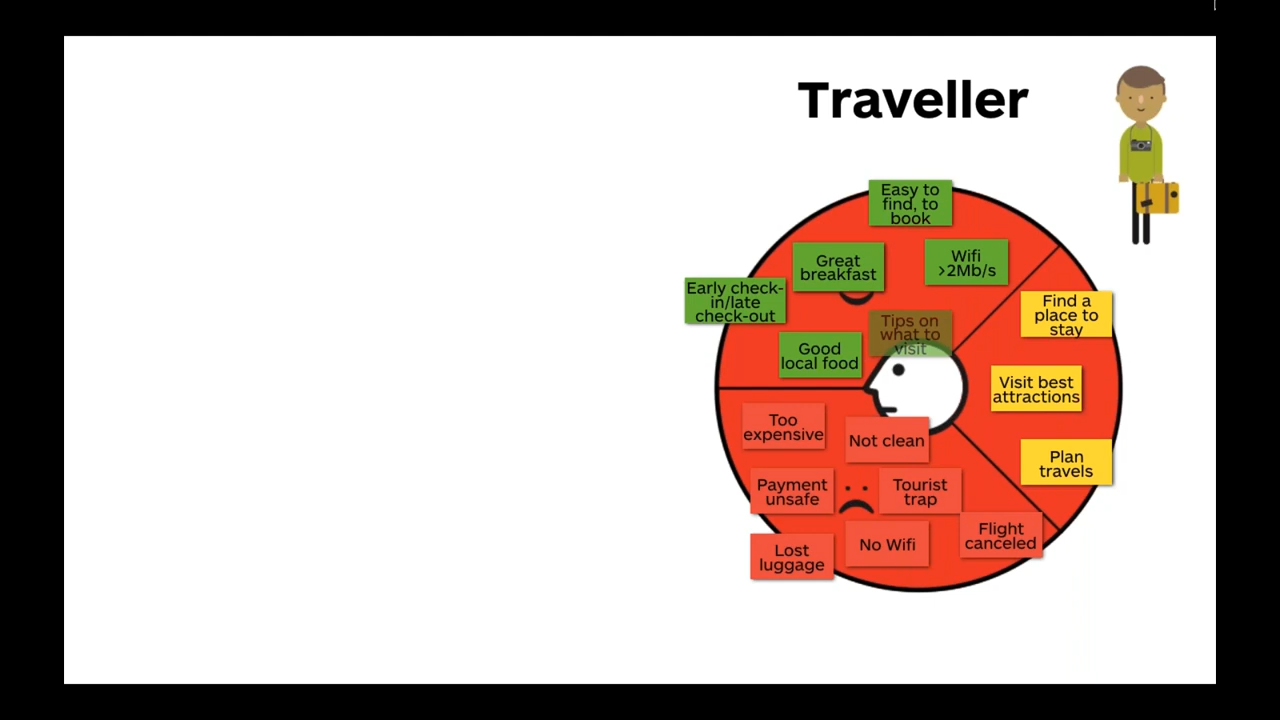 Traveller
Easy to
find, to
book
Great
breakfast
Wifi
>2Mb/s
Early check-
in/late
check-out
Find a
place to
stay
Tips on
what to
visit
Good
local food
Visit best
attractions
Too
expensive
Not clean
Plan
travels
Payment
unsafe
Tourist
trap
Flight
canceled
No Wifi
Lost
luggage